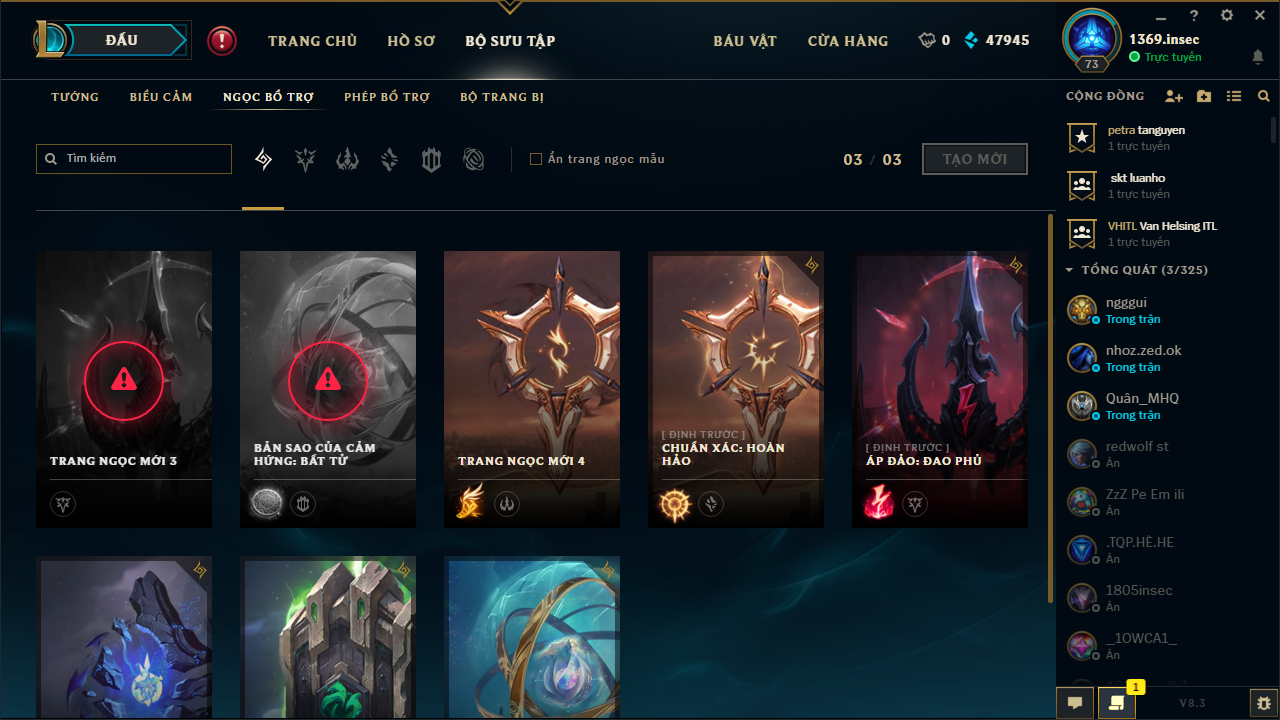 ĐẤU
TRANG CHỦ
HỒ SƠ
BỘ SƯU TẬP
BÁU VẬT
CỬA HÀNG
0
47945
73
1369.insec
Trực tuyến
TƯỚNG
BIỂU CẢM
NGỌC BỔ TRỢ
PHÉP BỔ TRỢ
BỘ TRANG BỊ
CỘNG ĐỒNG
Tìm kiếm
Ẩn trang ngọc mẫu
03 / 03
TẠO MỚI
petra tanguyen
1 trực tuyến
skt luanho
1 trực tuyến
VHITL Van Helsing ITL
1 trực tuyến
TỔNG QUÁT (3/325)
ngggui
Trong trận
nhoz.zed.ok
Trong trận
Quân_MHQ
Trong trận
redwolf st
Ẩn
ZzZ Pe Em ili
Ẩn
.TQP.HÈ.HE
Ẩn
1805insec
Ẩn
_1OWCA1_
Ẩn
TRANG NGỌC MỚI 3
BẢN SAO CỦA CẢM
HỨNG: BẤT TỬ
TRANG NGỌC MỚI 4
[ ĐỊNH TRƯỚC ]
CHUẨN XÁC: HOÀN
HẢO
[ ĐỊNH TRƯỚC ]
ÁP ĐẢO: ĐAO PHỦ
1
V8.3